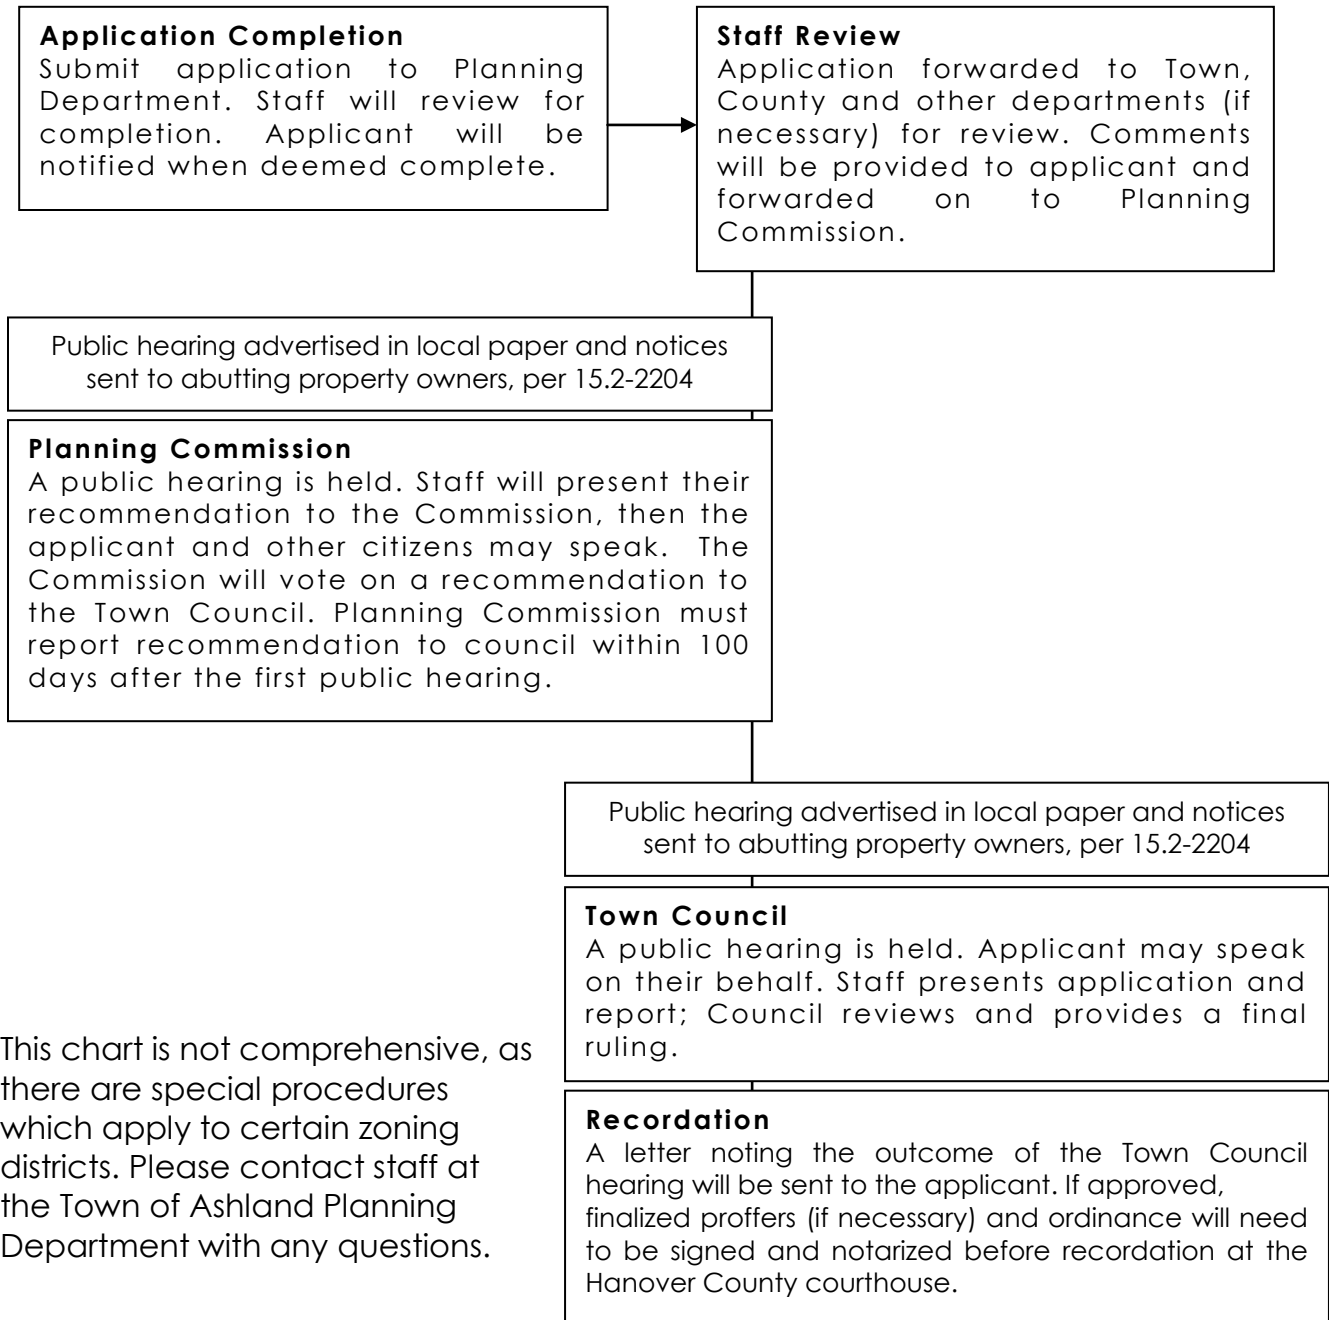 Application Completion
Submit application to Planning
Department. Staff will review for
completion. Applicant will be
notified when deemed complete.
Staff Review
Application forwarded to Town,
County and other departments (if
necessary) for review. Comments
will be provided to applicant and
forwarded on to Planning
Commission.
Public hearing advertised in local paper and notices
sent to abutting property owners, per 15.2-2204
Planning Commission
A public hearing is held. Staff will present their
recommendation to the Commission, then the
applicant and other citizens may speak. The
Commission will vote on a recommendation to
the Town Council. Planning Commission must
report recommendation to council within 100
days after the first public hearing.
Public hearing advertised in local paper and notices
sent to abutting property owners, per 15.2-2204
Town Council
A public hearing is held. Applicant may speak
on their behalf. Staff presents application and
report; Council reviews and provides a final
ruling.
Recordation
A letter noting the outcome of the Town Council
hearing will be sent to the applicant. If approved,
finalized proffers (if necessary) and ordinance will need
to be signed and notarized before recordation at the
Hanover County courthouse.
This chart is not comprehensive, as
there are special procedures
which apply to certain zoning
districts. Please contact staff at
the Town of Ashland Planning
Department with any questions.